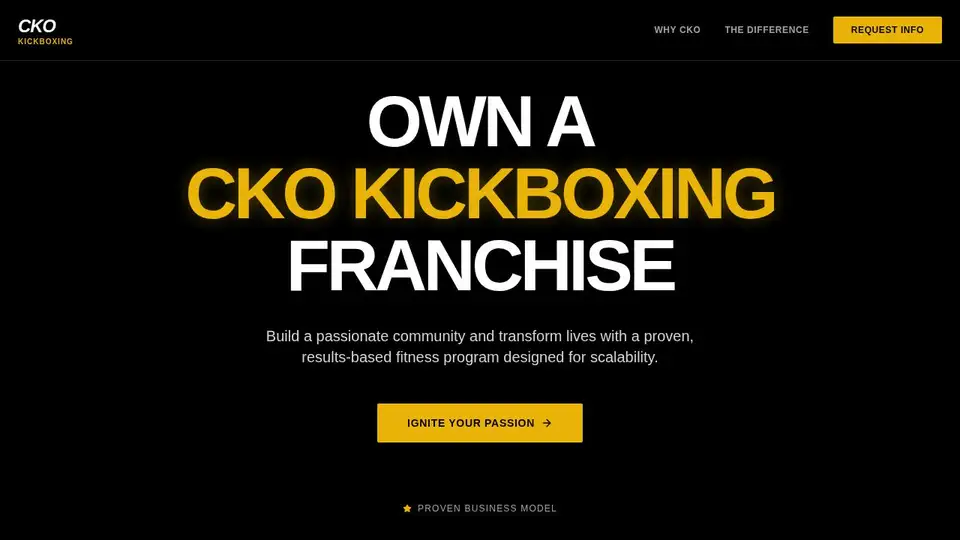 CKO
KICKBOXING
WHY CKO
THE DIFFERENCE
REQUEST INFO
OWN A
CKO KICKBOXING
FRANCHISE
Build a passionate community and transform lives with a proven,
results-based fitness program designed for scalability.
IGNITE YOUR PASSION →
PROVEN BUSINESS MODEL